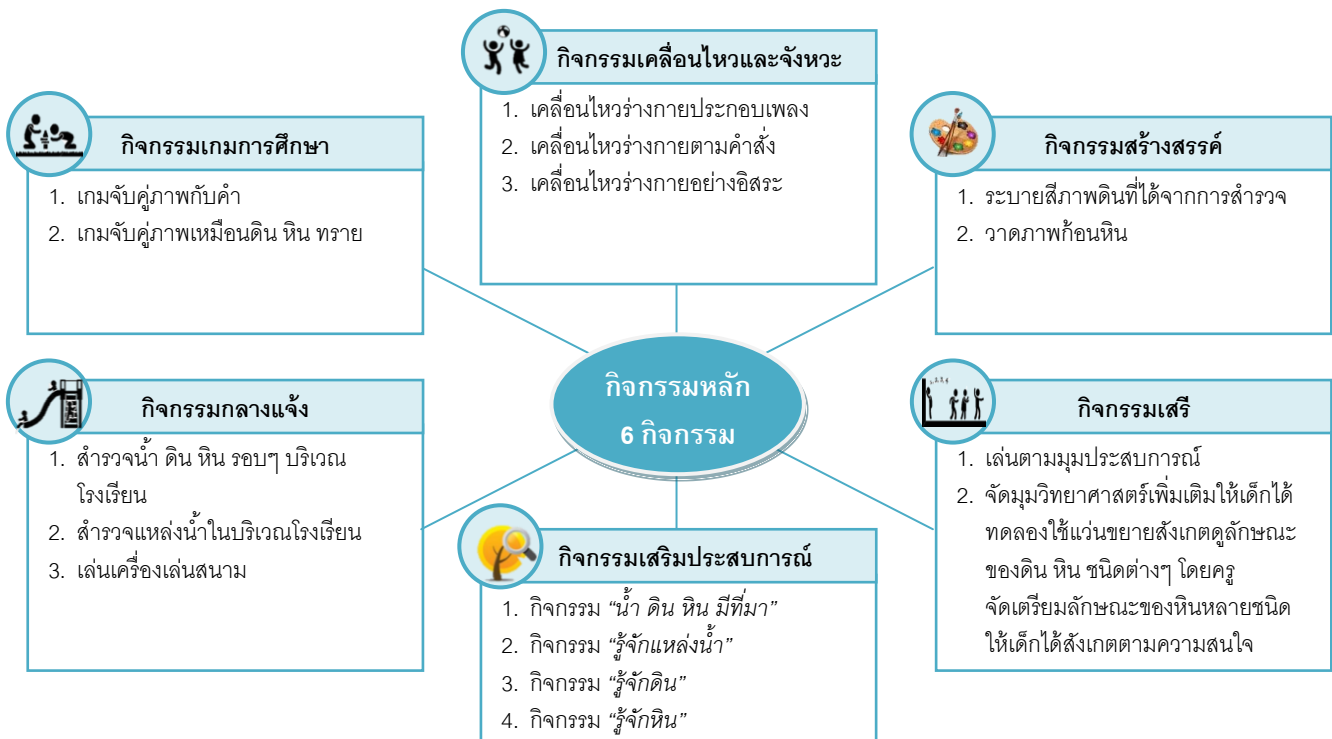 กิจกรรมเคลื่อนไหวและจังหวะ
1. เคลื่อนไหวร่างกายประกอบเพลง
2. เคลื่อนไหวร่างกายตามคำสั่ง
3. เคลื่อนไหวร่างกายอย่างอิสระ
กิจกรรมเกมการศึกษา
1. เกมจับคู่ภาพกับคำ
2. เกมจับคู่ภาพเหมือนดิน หิน ทราย
กิจกรรมสร้างสรรค์
1. ระบายสีภาพดินที่ได้จากการสำรวจ
2. วาดภาพก้อนหิน
กิจกรรมหลัก
6 กิจกรรม
กิจกรรมกลางแจ้ง
1. สำรวจน้ำ ดิน หิน รอบๆ บริเวณ
โรงเรียน
2. สำรวจแหล่งน้ำในบริเวณโรงเรียน
3. เล่นเครื่องเล่นสนาม
กิจกรรมเสรี
1. เล่นตามมุมประสบการณ์
2. จัดมุมวิทยาศาสตร์เพิ่มเติมให้เด็กได้
ทดลองใช้แว่นขยายสังเกตดูลักษณะ
ของดิน หิน ชนิดต่างๆ โดยครู
จัดเตรียมลักษณะของหินหลายชนิด
ให้เด็กได้สังเกตตามความสนใจ
กิจกรรมเสริมประสบการณ์
1. กิจกรรม “น้ำ ดิน หิน มีที่มา”
2. กิจกรรม “รู้จักแหล่งน้ำ”
3. กิจกรรม “รู้จักดิน”
4. กิจกรรม “รู้จักหิน”